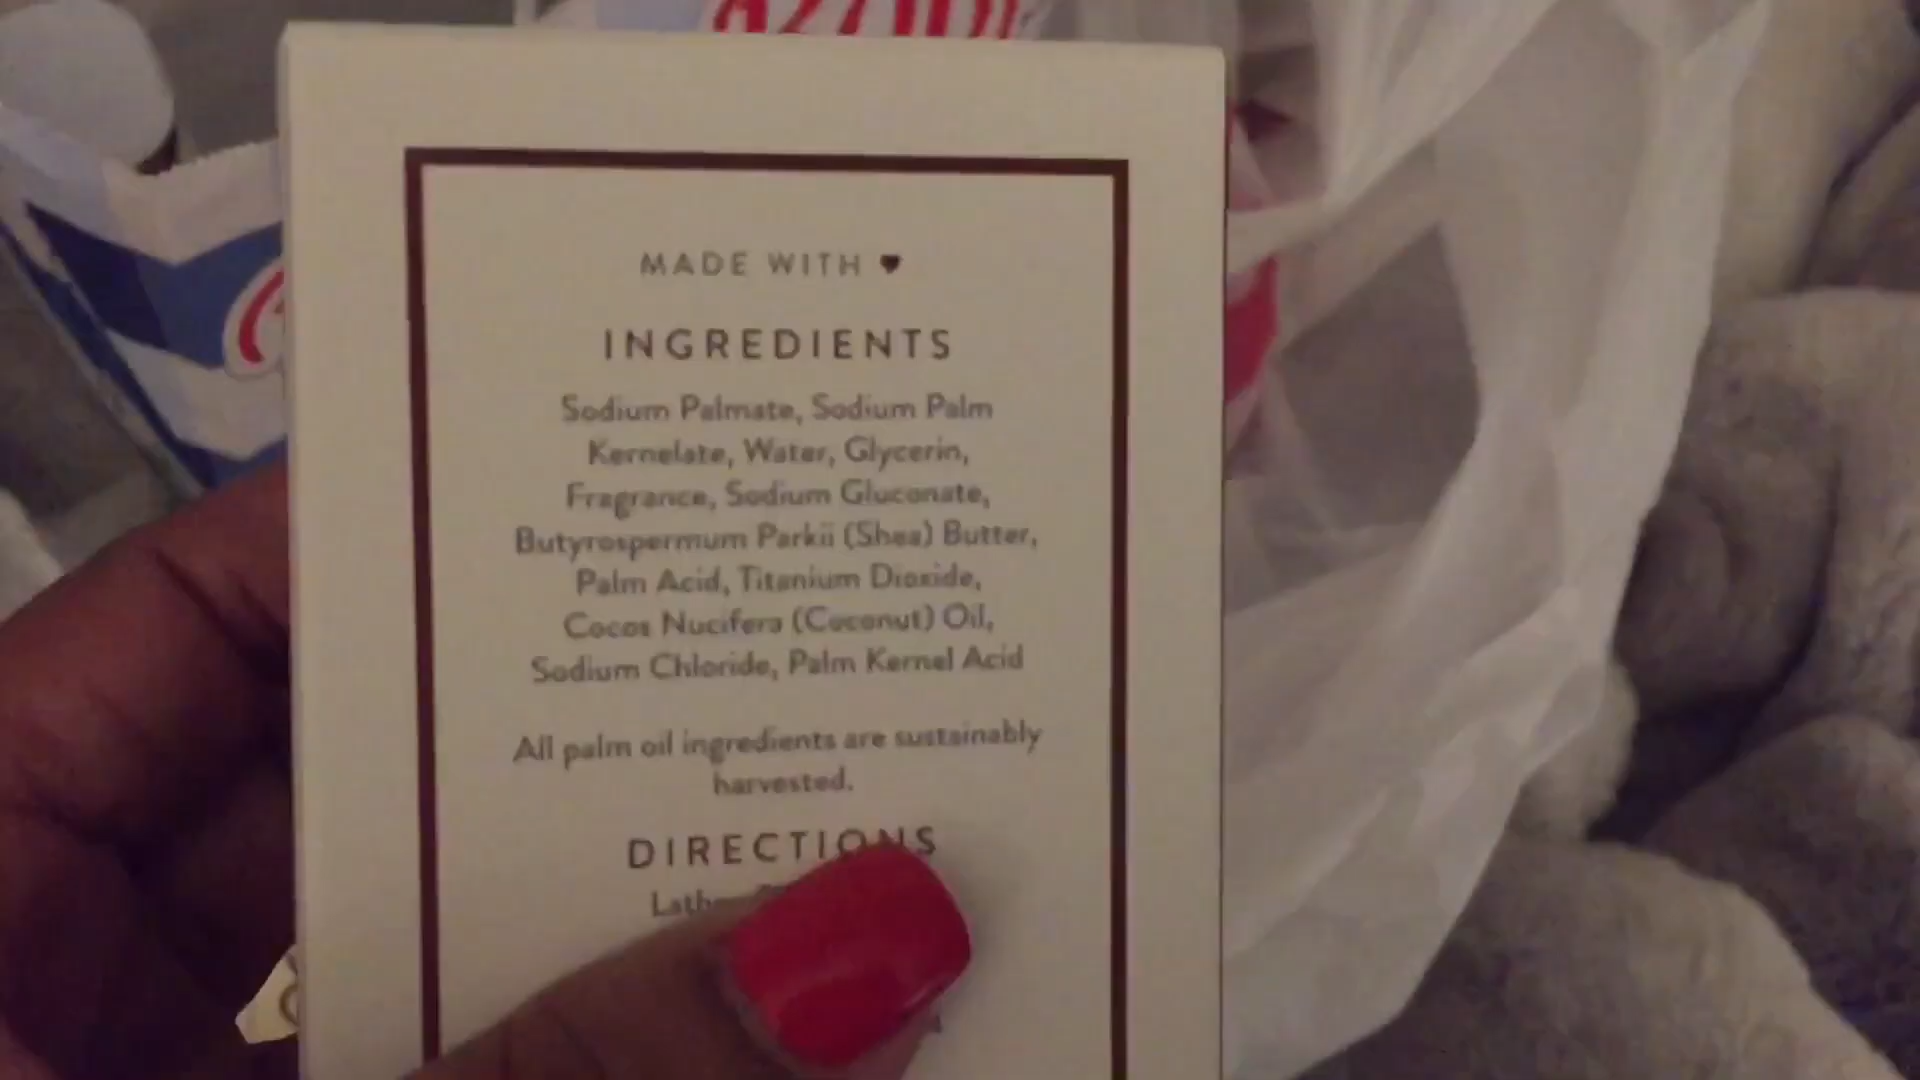 MADE WITH ♥
INGREDIENTS
Sodium Palmate, Sodium Palm
Kernelate, Water, Glycerin,
Fragrance, Sodium Gluconate,
Butyrospermum Parkii (Shea) Butter,
Palm Acid, Titanium Dioxide,
Cocos Nucifera (Coconut) Oil,
Sodium Chloride, Palm Kernel Acid
All palm oil ingredients are sustainably
harvested.
DIRECTIONS